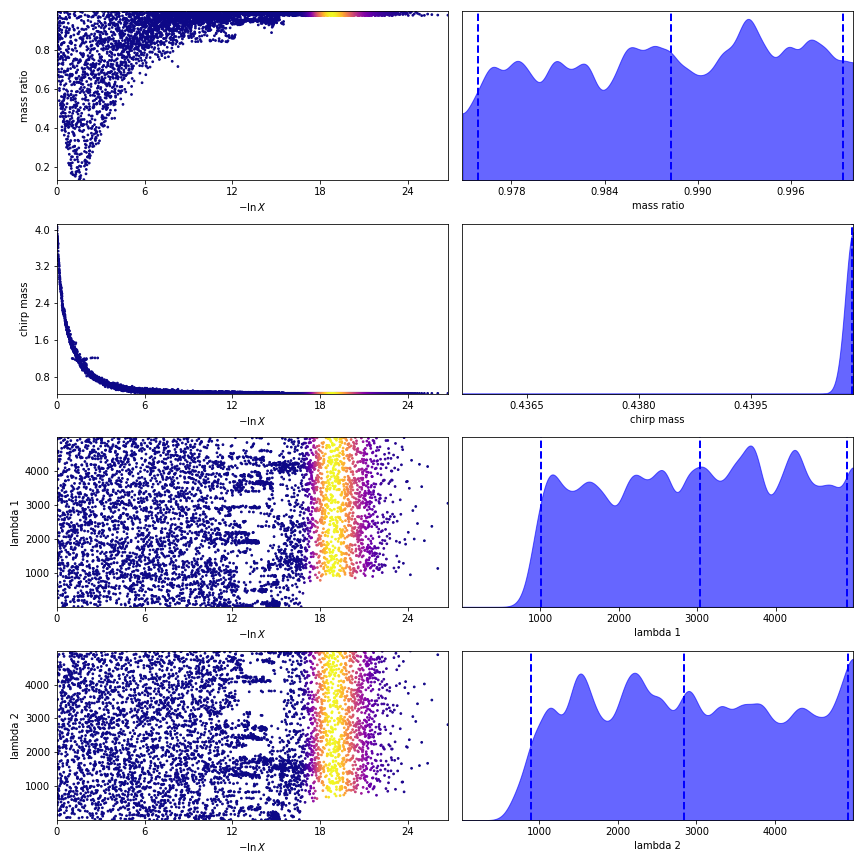 0.8
0.6
0.4
0.2
mass ratio
0 6 12 18 24
−ln X
0.978 0.984 0.990 0.996
mass ratio
4.0
3.2
2.4
1.6
0.8
chirp mass
0 6 12 18 24
−ln X
0.4365 0.4380 0.4395
chirp mass
4000
3000
2000
1000
lambda 1
0 6 12 18 24
−ln X
1000 2000 3000 4000
lambda 1
4000
3000
2000
1000
lambda 2
0 6 12 18 24
−ln X
1000 2000 3000 4000
lambda 2